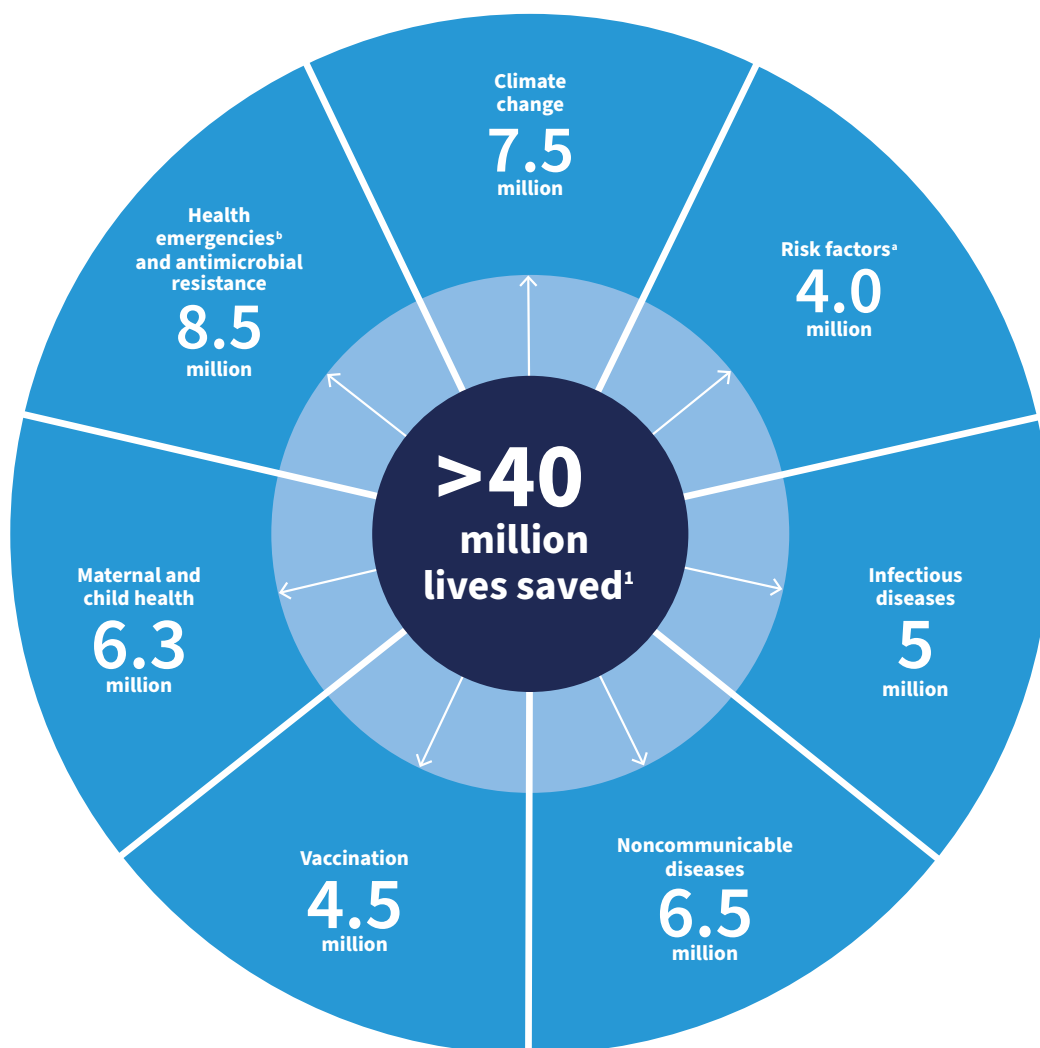 Climate
change
7.5
million
Risk factorsᵃ
4.0
million
Health
emergenciesᵇ
and antimicrobial
resistance
8.5
million
>40
million
lives saved¹
Maternal and
child health
6.3
million
Infectious
diseases
5
million
Vaccination
4.5
million
Noncommunicable
diseases
6.5
million